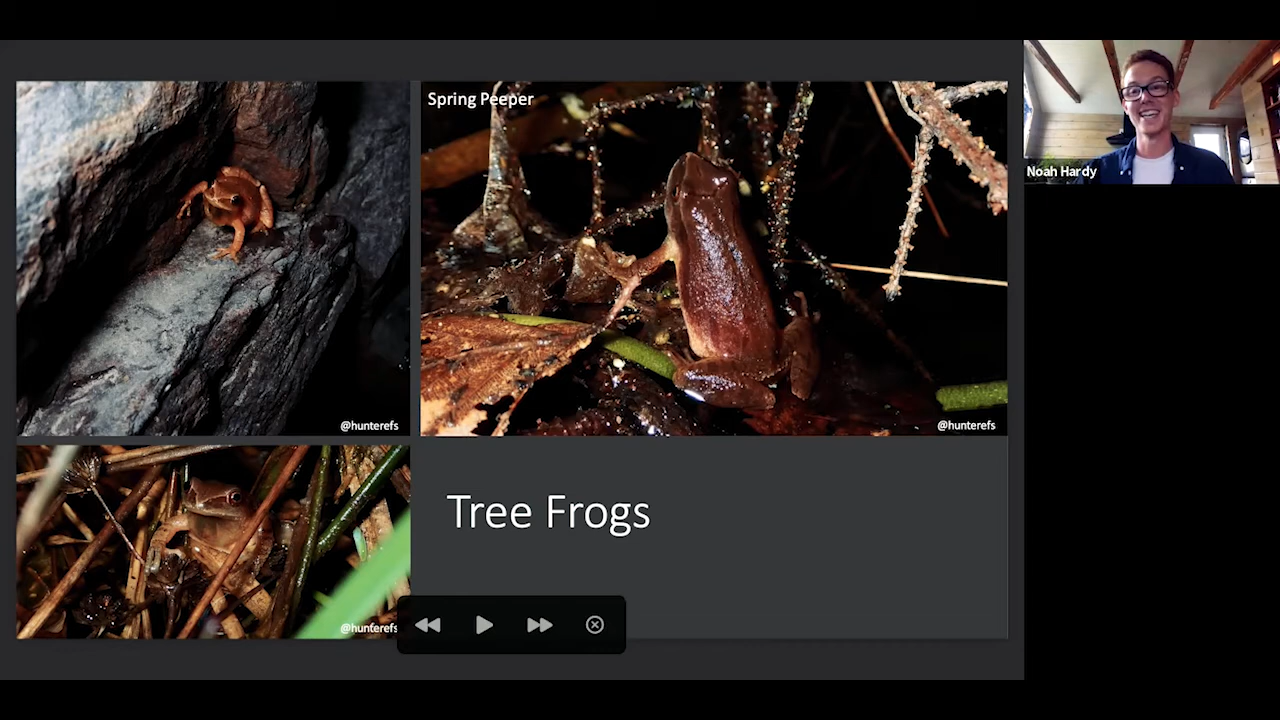 Spring Peeper
@hunterefs
@hunterefs
@hunterefs
Tree Frogs
Noah Hardy